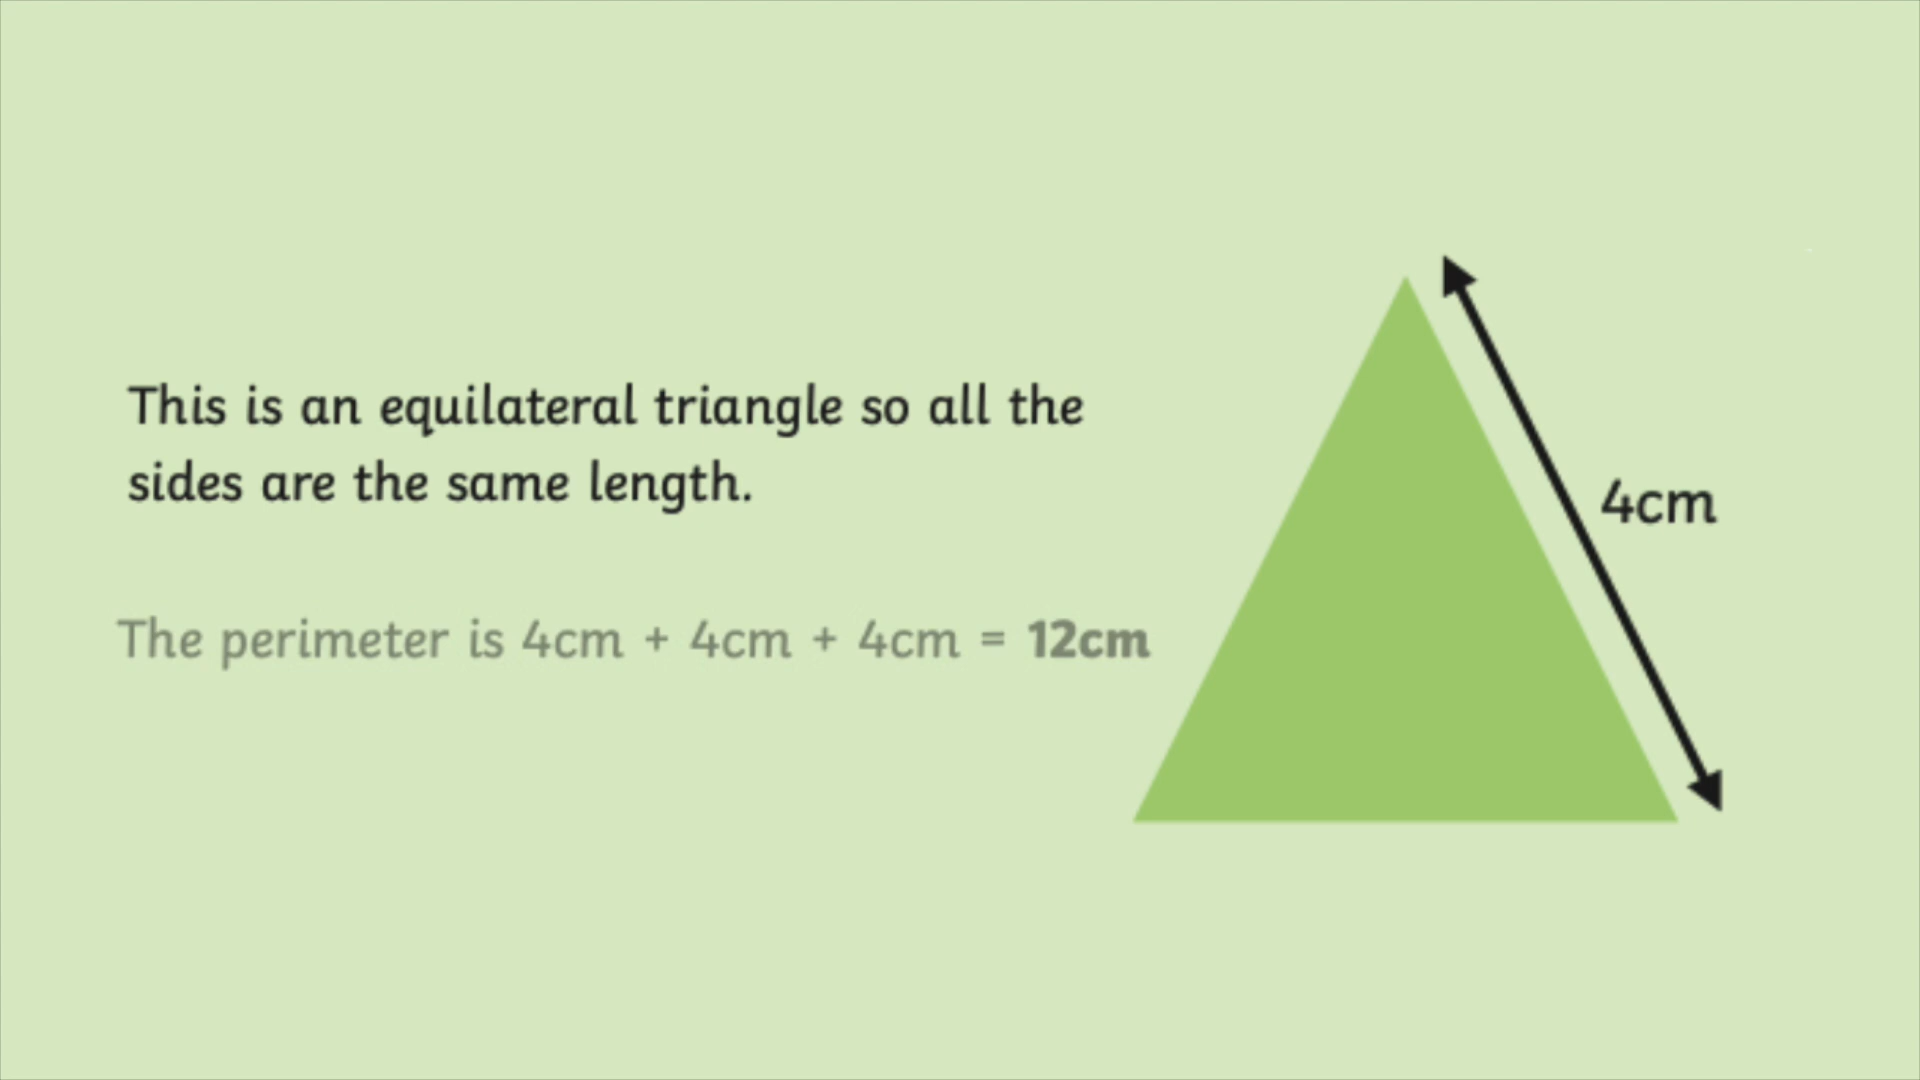 This is an equilateral triangle so all the
sides are the same length.
4cm
The perimeter is 4cm + 4cm + 4cm = 12cm